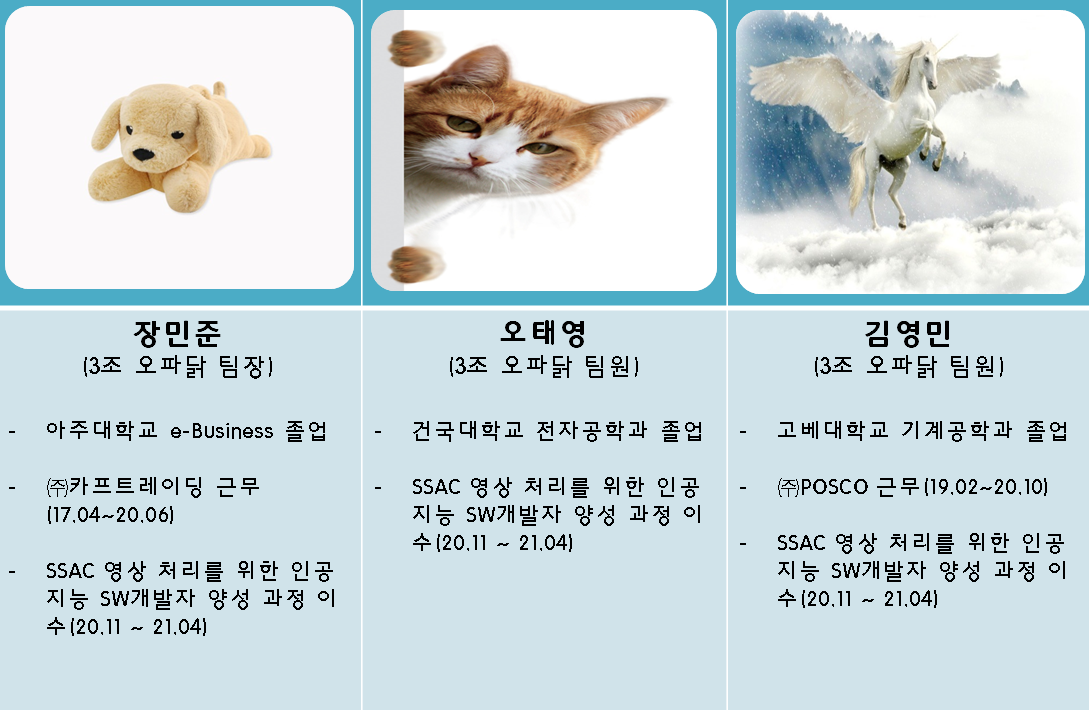 장민준
(3조 오파닭 팀장)
- 아주대학교 e-Business 졸업
- ㈜카프트레이딩 근무
(17.04~20.06)
- SSAC 영상 처리를 위한 인공
지능 SW개발자 양성 과정 이
수(20.11 ~ 21.04)
오태영
(3조 오파닭 팀원)
- 건국대학교 전자공학과 졸업
- SSAC 영상 처리를 위한 인공
지능 SW개발자 양성 과정 이
수(20.11 ~ 21.04)
김영민
(3조 오파닭 팀원)
- 고베대학교 기계공학과 졸업
- ㈜POSCO 근무(19.02~20.10)
- SSAC 영상 처리를 위한 인공
지능 SW개발자 양성 과정 이
수(20.11 ~ 21.04)